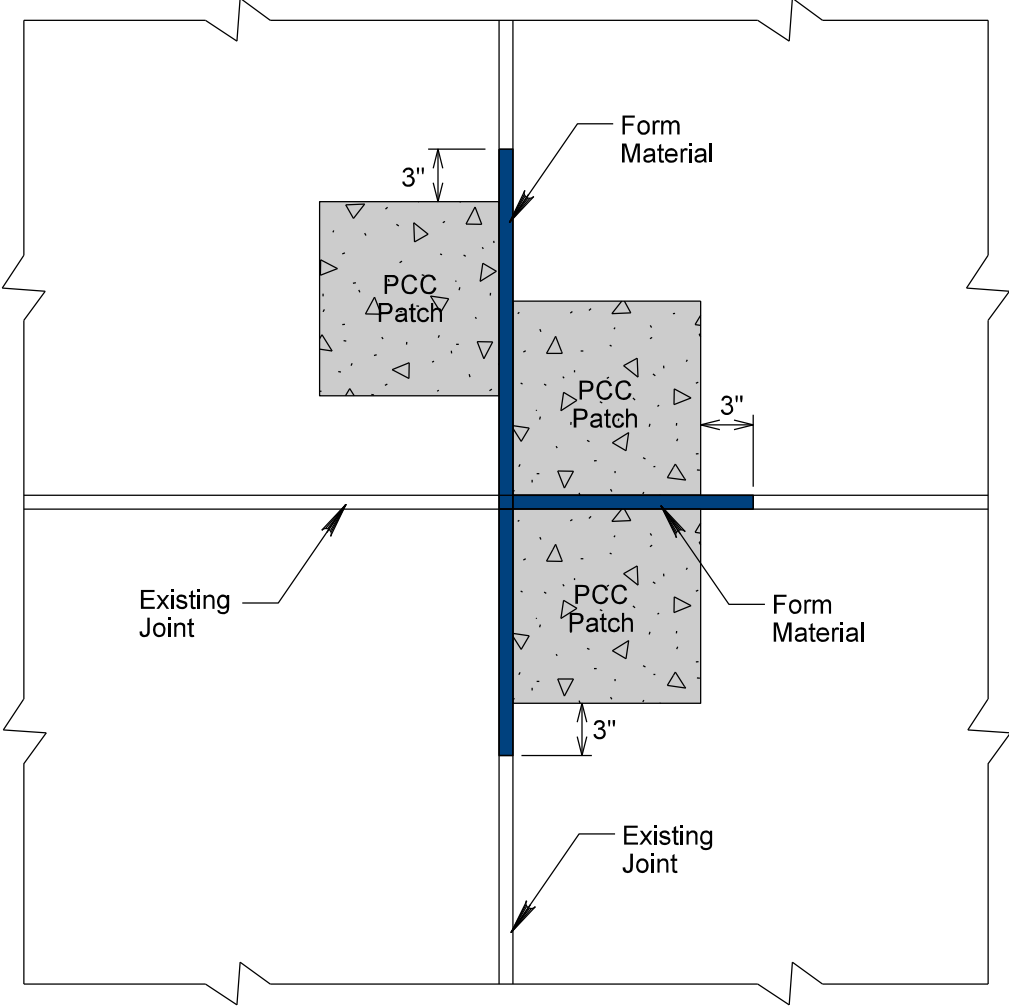 Form
Material
3"
PCC
Patch
PCC
Patch
3"
Existing
Joint
PCC
Patch
Form
Material
3"
Existing
Joint